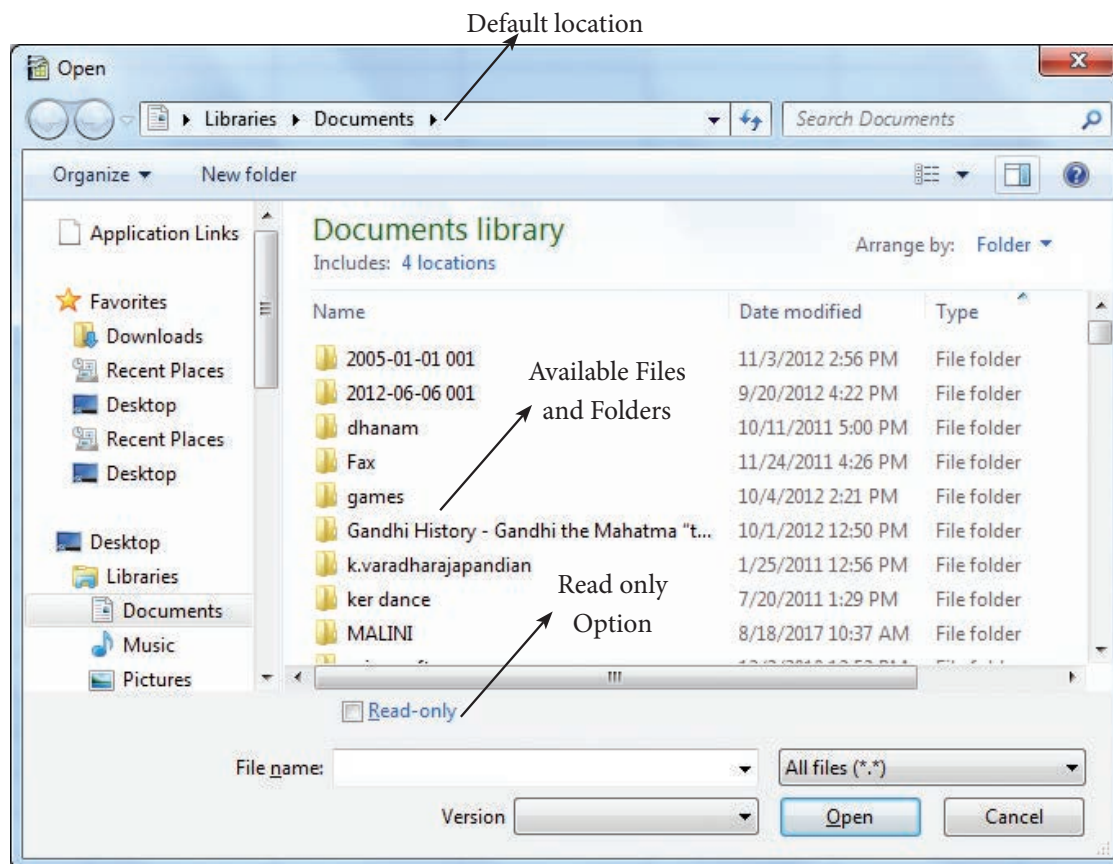 Default location
Open
Libraries Documents
Search Documents
Organize New folder
Application Links
Favorites
Downloads
Recent Places
Desktop
Recent Places
Desktop
Desktop
Libraries
Documents
Music
Pictures
Documents library
Includes: 4 locations
Arrange by: Folder
Name Date modified Type
2005-01-01 001 11/3/2012 2:56 PM File folder
2012-06-06 001 9/20/2012 4:22 PM File folder
dhanam 10/11/2011 5:00 PM File folder
Fax 11/24/2011 4:26 PM File folder
games 10/4/2012 2:21 PM File folder
Gandhi History - Gandhi the Mahatma "t... 10/1/2012 12:50 PM File folder
k.varadharajapandian 1/25/2011 12:56 PM File folder
ker dance 7/20/2011 1:29 PM File folder
MALINI 8/18/2017 10:37 AM File folder
Available Files
and Folders
Read only
Option
Read-only
File name:
All files (*.*)
Version
Open
Cancel